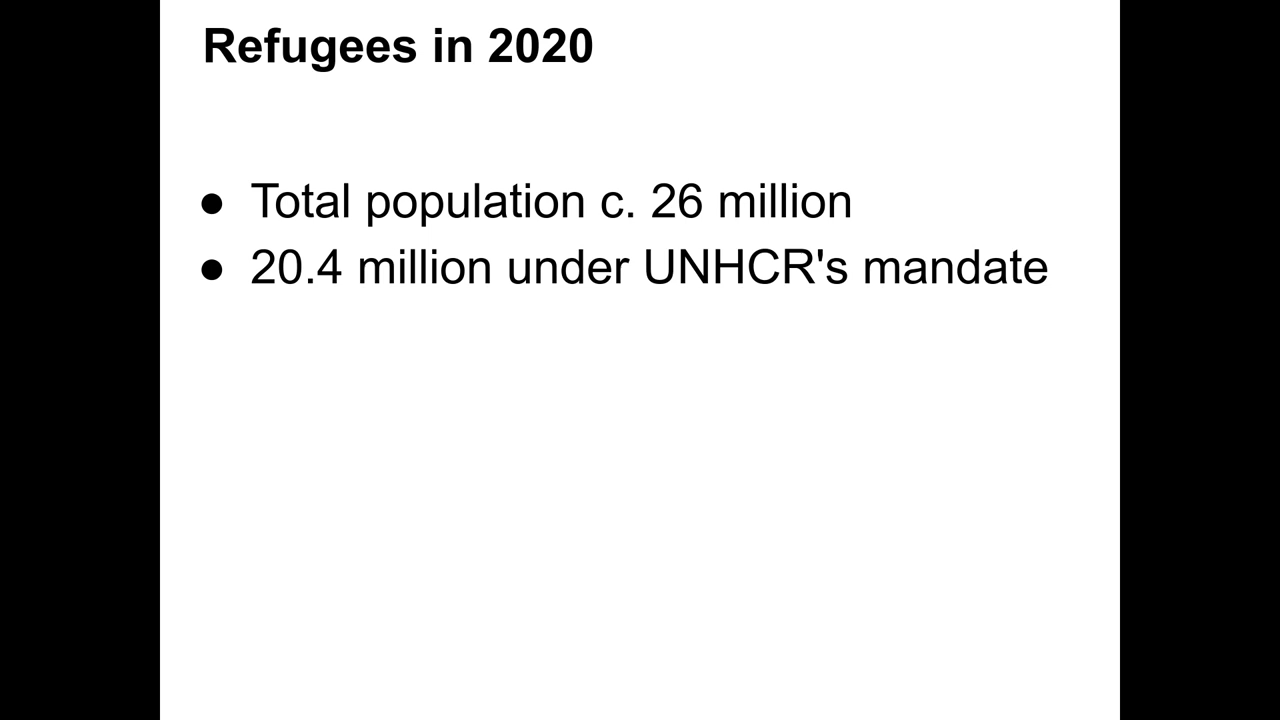 Refugees in 2020
● Total population c. 26 million
● 20.4 million under UNHCR's mandate